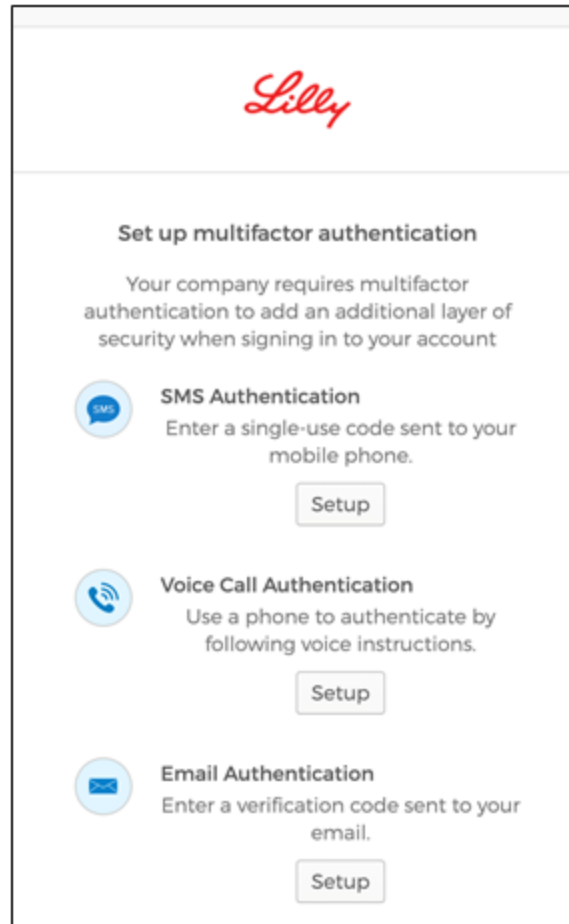 Lilly
Set up multifactor authentication
Your company requires multifactor
authentication to add an additional layer of
security when signing in to your account
SMS
SMS Authentication
Enter a single-use code sent to your
mobile phone.
Setup
Voice Call Authentication
Use a phone to authenticate by
following voice instructions.
Setup
Email Authentication
Enter a verification code sent to your
email.
Setup